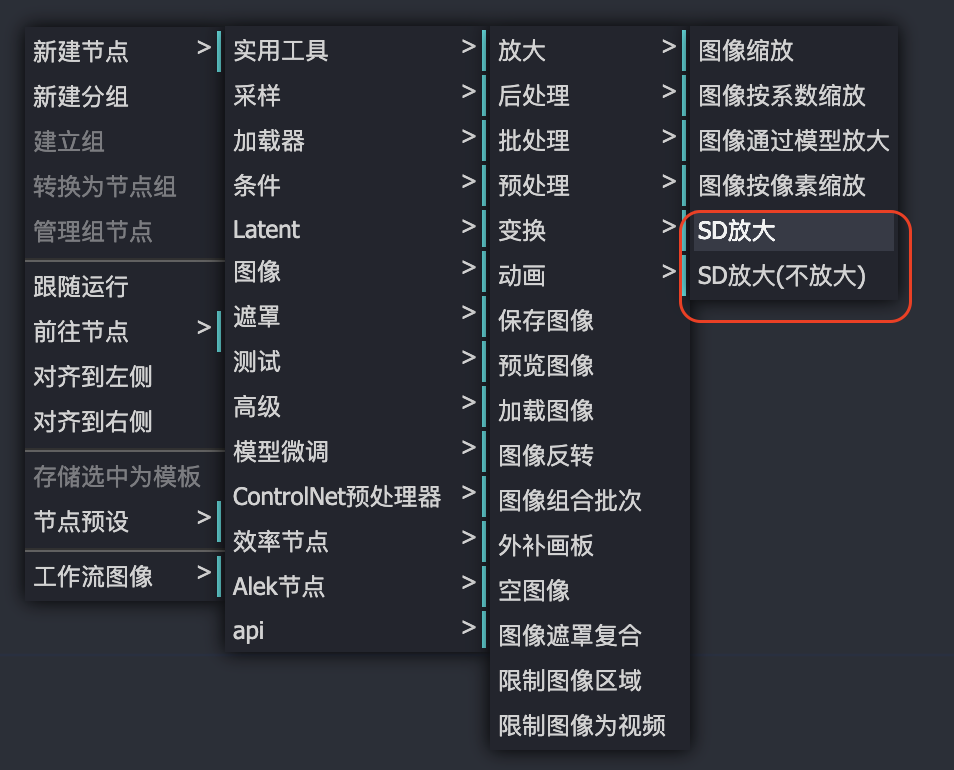 新建节点 >
新建分组
建立组
转换为节点组
管理组节点
跟随运行
前往节点 >
对齐到左侧
对齐到右侧
存储选中为模板
节点预设 >
工作流图像 >
实用工具 >
采样 >
加载器 >
条件 >
Latent >
图像 >
遮罩 >
测试 >
高级 >
模型微调 >
ControlNet预处理器 >
效率节点 >
Alek节点 >
api >
放大 >
后处理 >
批处理 >
预处理 >
变换 >
动画 >
保存图像
预览图像
加载图像
图像反转
图像组合批次
外补画板
空图像
图像遮罩复合
限制图像区域
限制图像为视频
图像缩放
图像按系数缩放
图像通过模型放大
图像按像素缩放
SD放大
SD放大(不放大)